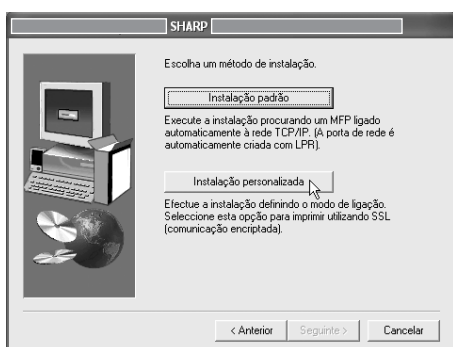 SHARP
Escolha um método de instalação.
Instalação padrão
Execute a instalação procurando um MFP ligado
automaticamente à rede TCP/IP. (A porta de rede é
automaticamente criada com LPR).
Instalação personalizada
Efectue a instalação definindo o modo de ligação.
Seleccione esta opção para imprimir utilizando SSL
(comunicação encriptada).
< Anterior
Seguinte >
Cancelar